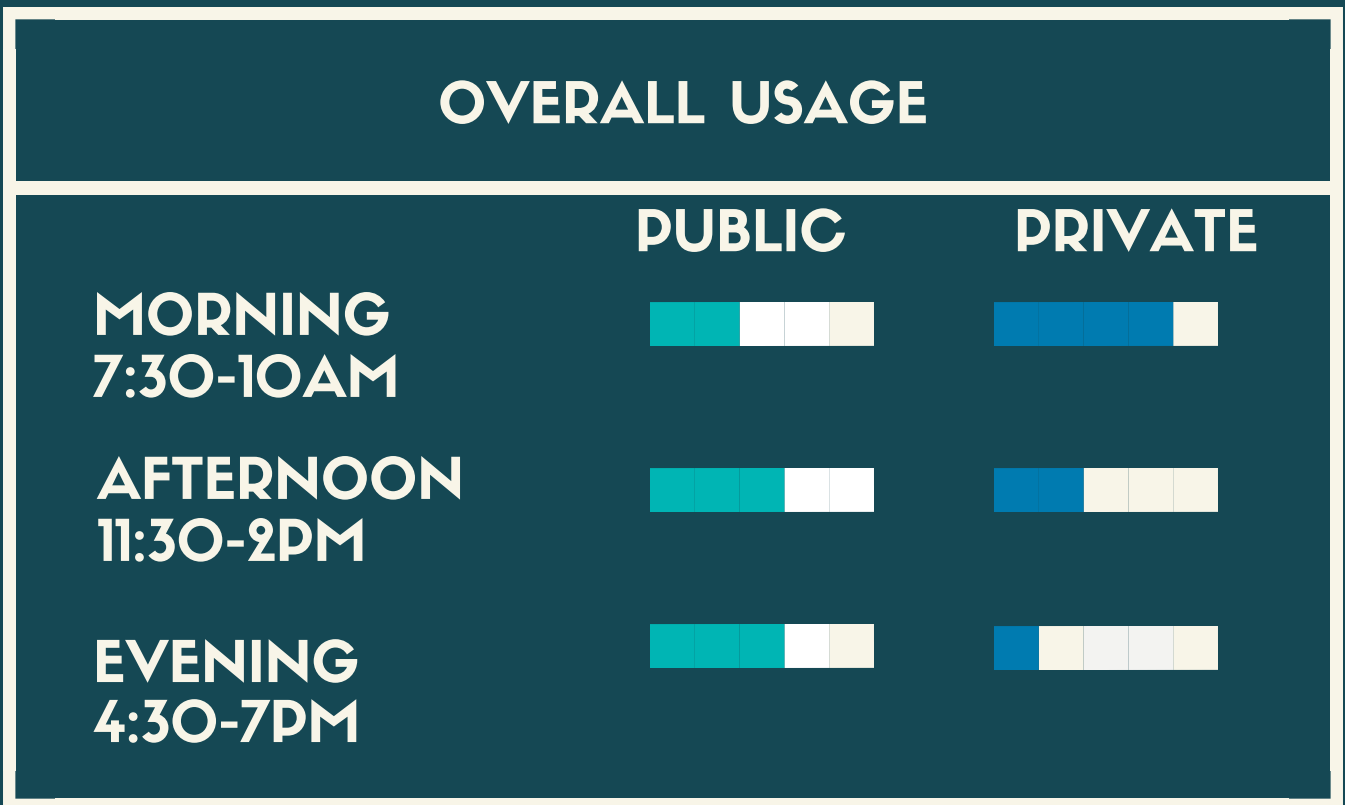 OVERALL USAGE
PUBLIC PRIVATE
MORNING
7:30-10AM
AFTERNOON
11:30-2PM
EVENING
4:30-7PM